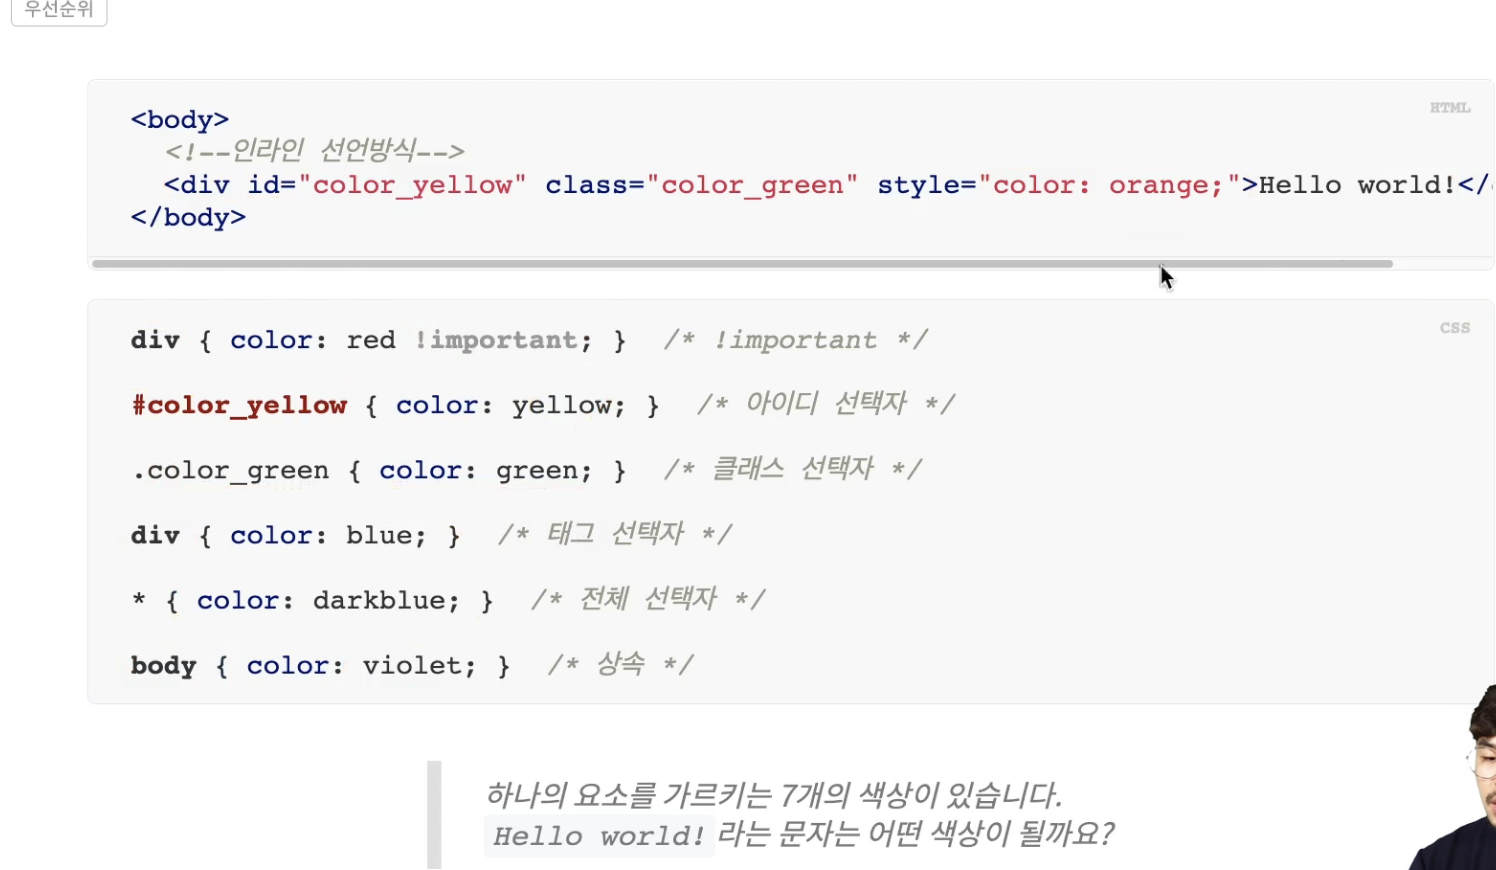 우선순위
HTML
<body>
<!--인라인 선언방식-->
<div id="color_yellow" class="color_green" style="color: orange;">Hello world!</
</body>
CSS
div { color: red !important; } /* !important */
#color_yellow { color: yellow; } /* 아이디 선택자 */
.color_green { color: green; } /* 클래스 선택자 */
div { color: blue; } /* 태그 선택자 */
* { color: darkblue; } /* 전체 선택자 */
body { color: violet; } /* 상속 */
하나의 요소를 가르키는 7개의 색상이 있습니다.
Hello world! 라는 문자는 어떤 색상이 될까요?